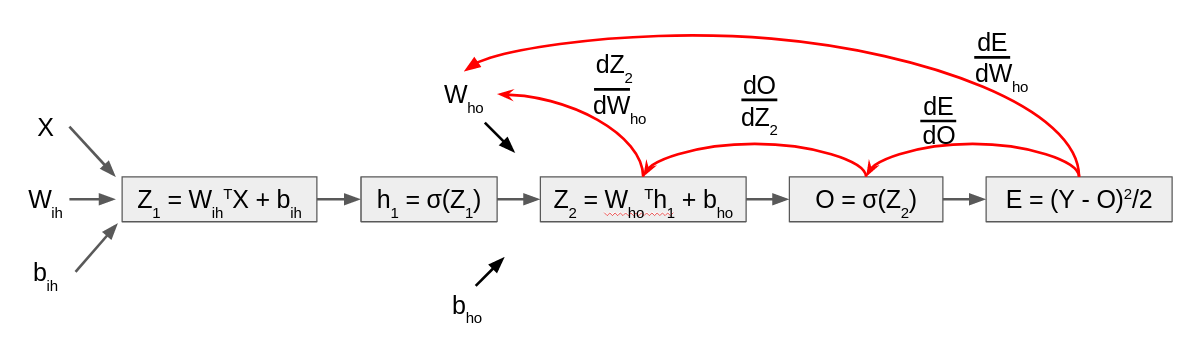 dE
dW_ho
dZ_2
dW_ho
dO
dZ_2
dE
dO
W_ho
X
W_ih
Z_1 = W_ih^T X + b_ih
h_1 = σ(Z_1)
Z_2 = W_ho^T h_1 + b_ho
O = σ(Z_2)
E = (Y - O)²/2
b_ih
b_ho